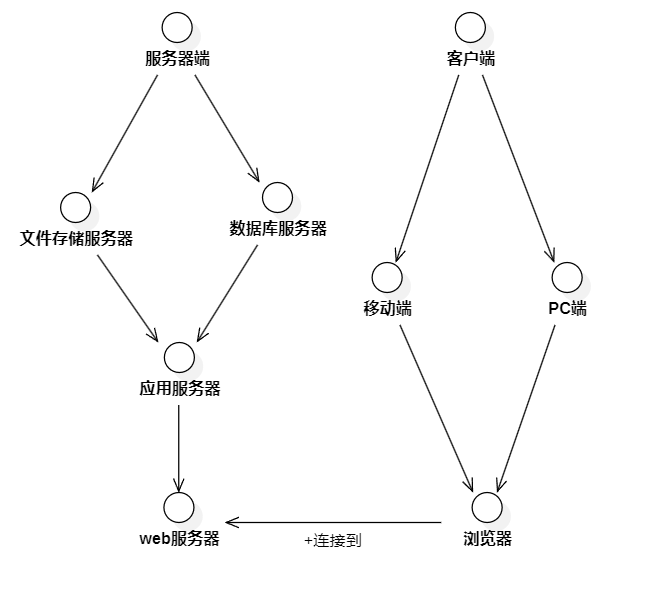 服务器端
客户端
文件存储服务器
数据库服务器
移动端
PC端
应用服务器
web服务器
+连接到
浏览器